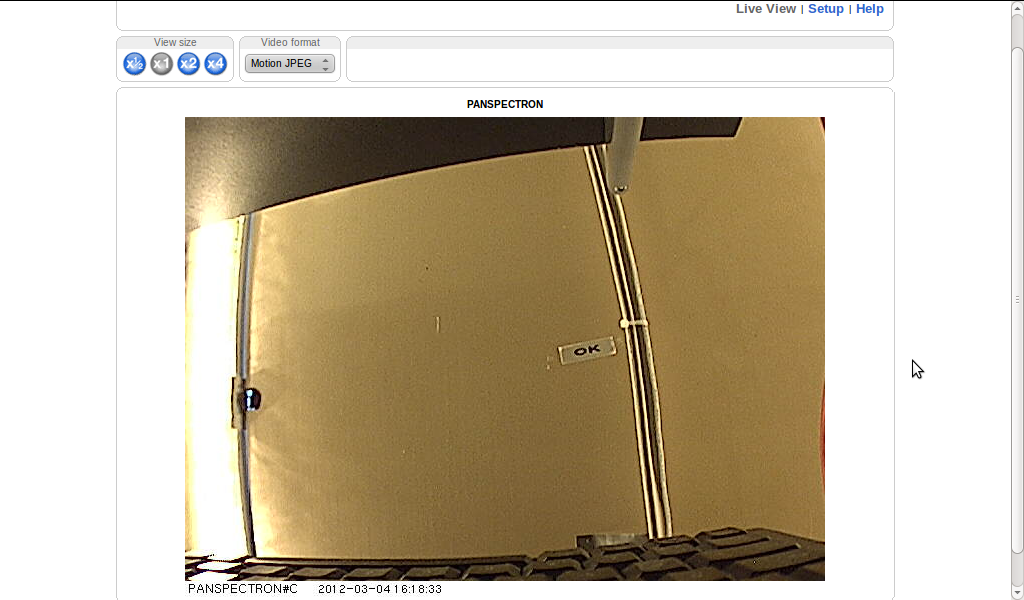 Live View | Setup | Help
View size
Video format
x½ x1 x2 x4
Motion JPEG
PANSPECTRON
OK
PANSPECTRON#C 2012-03-04 16:18:33